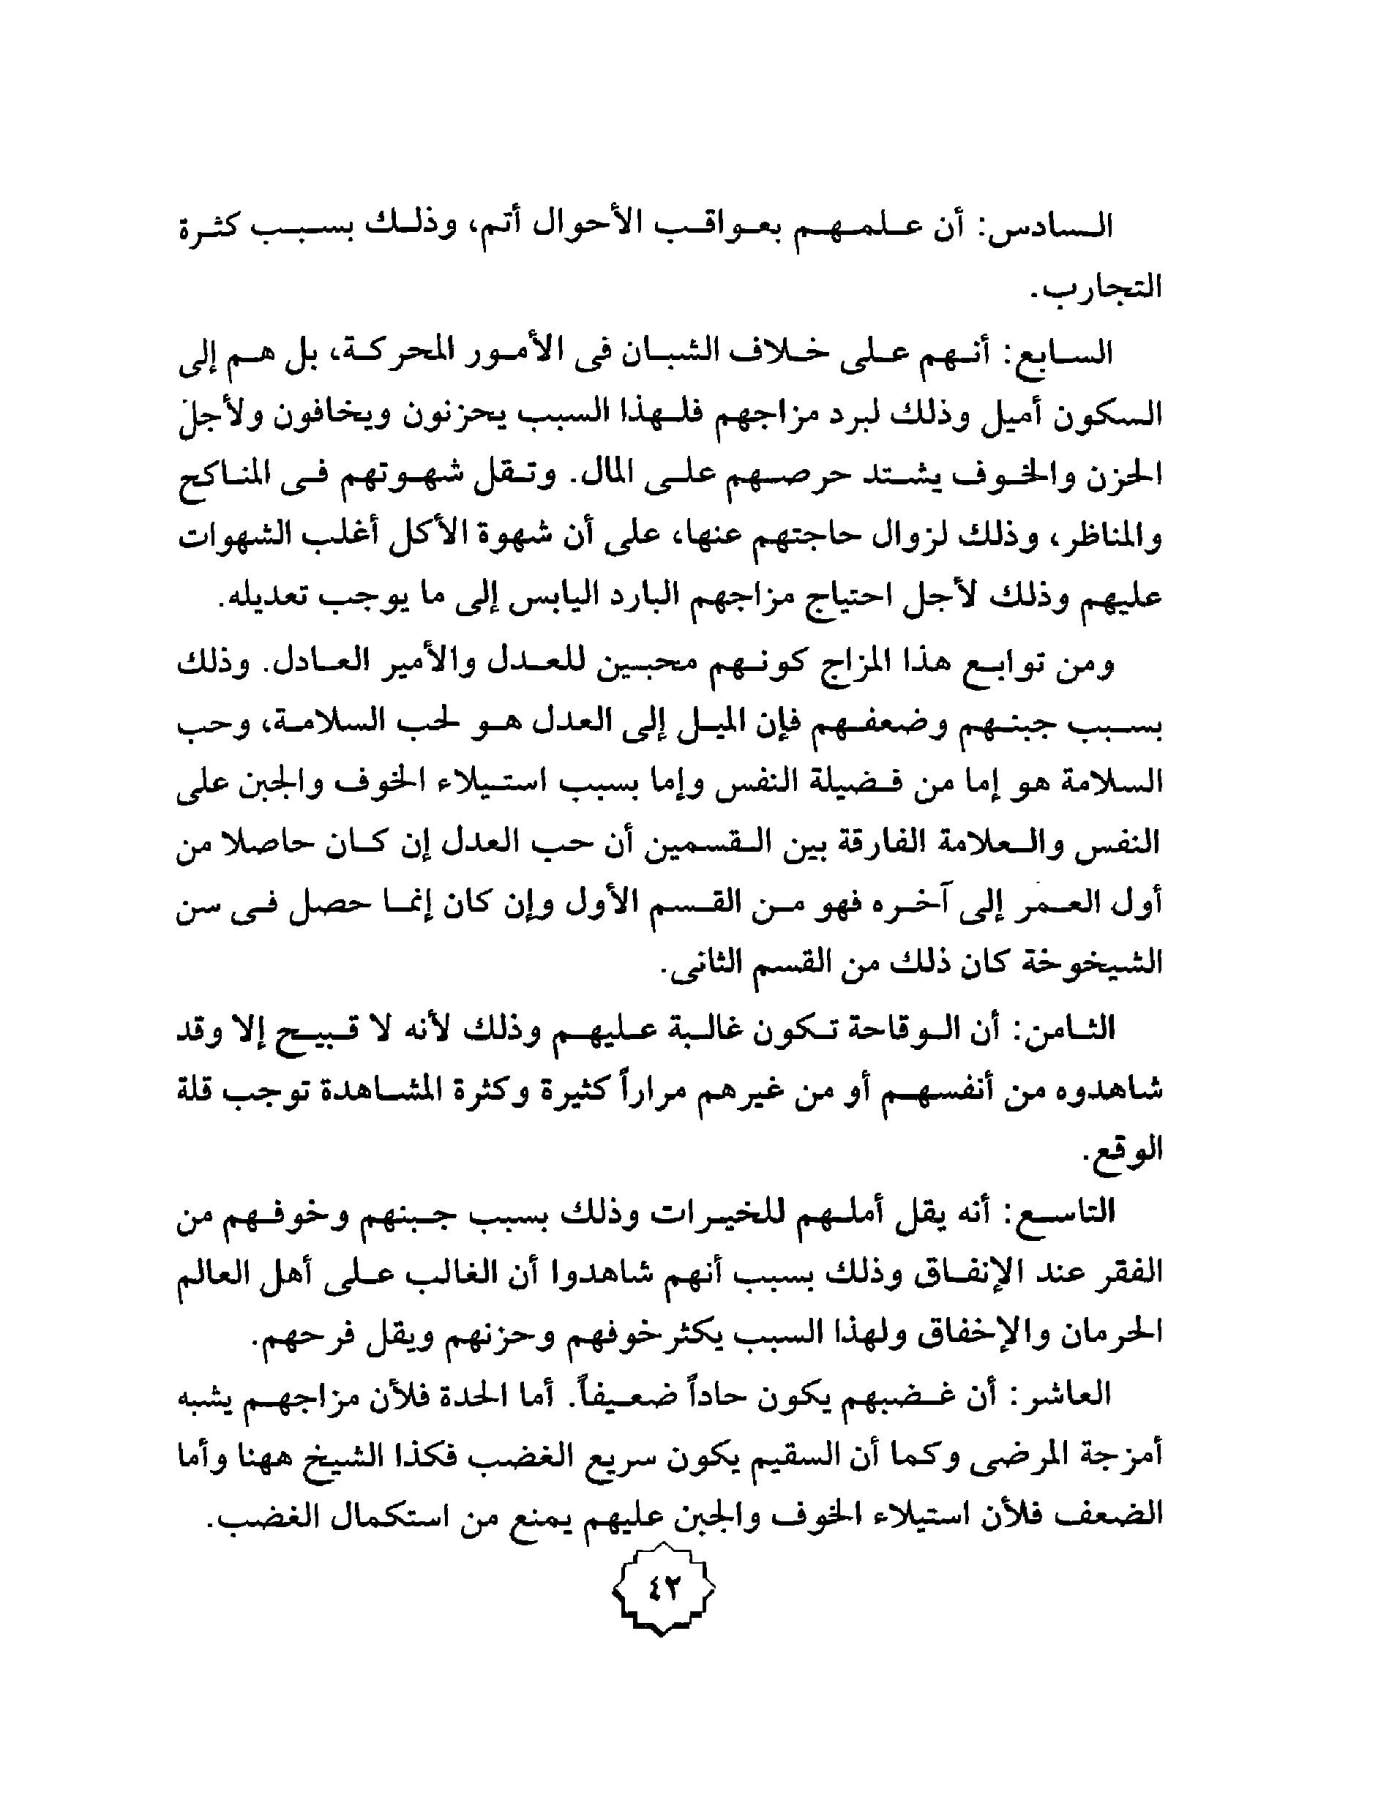 السادس: أن علمهم بعواقب الأحوال أتم، وذلك بسبب كثرة
التجارب.
السابع: أنهم على خلاف الشبان فى الأمور المحركة، بل هم إلى
السكون أميل وذلك لبرد مزاجهم فلهذا السبب يحزنون ويخافون ولأجل
الحزن والخوف يشتد حرصهم على المال. وتقل شهوتهم فى المناكح
والمناظر، وذلك لزوال حاجتهم عنها، على أن شهوة الأكل أغلب الشهوات
عليهم وذلك لأجل احتياج مزاجهم البارد اليابس إلى ما يوجب تعديله.
ومن توابع هذا المزاج كونهم محبين للعدل والأمير العادل. وذلك
بسبب جبنهم وضعفهم فإن الميل إلى العدل هو لحب السلامة، وحب
السلامة هو إما من فضيلة النفس وإما بسبب استيلاء الخوف والجبن على
النفس والعلامة الفارقة بين القسمين أن حب العدل إن كان حاصلا من
أول العمر إلى آخره فهو من القسم الأول وإن كان إنما حصل فى سن
الشيخوخة كان ذلك من القسم الثانى.
الثامن: أن الوقاحة تكون غالبة عليهم وذلك لأنه لا قبيح إلا وقد
شاهدوه من أنفسهم أو من غيرهم مراراً كثيرة وكثرة المشاهدة توجب قلة
الوقع.
التاسع: أنه يقل أملهم للخيرات وذلك بسبب جبنهم وخوفهم من
الفقر عند الإنفاق وذلك بسبب أنهم شاهدوا أن الغالب على أهل العالم
الحرمان والإخفاق ولهذا السبب يكثر خوفهم وحزنهم ويقل فرحهم.
العاشر: أن غضبهم يكون حاداً ضعيفاً. أما الحدة فلأن مزاجهم يشبه
أمزجة المرضى وكما أن السقيم يكون سريع الغضب فكذا الشيخ ههنا وأما
الضعف فلأن استيلاء الخوف والجبن عليهم يمنع من استكمال الغضب.
٤٢